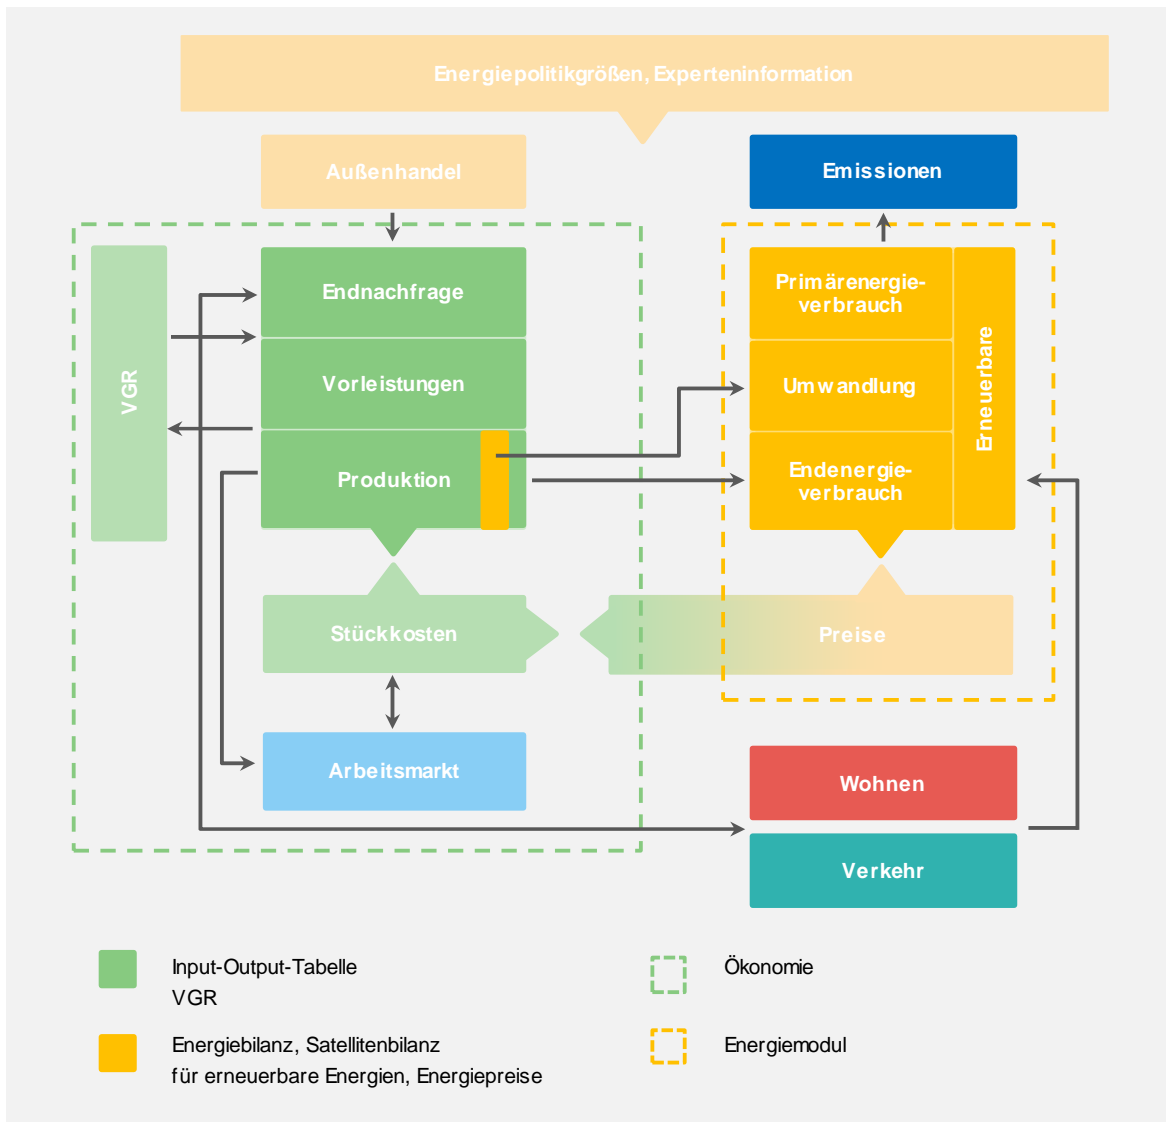 Energiepolitikgrößen, Experteninformation
Außenhandel
Emissionen
VGR
Endnachfrage
Vorleistungen
Produktion
Primärenergie-
verbrauch
Umwandlung
Endenergie-
verbrauch
Erneuerbare
Stückkosten
Preise
Arbeitsmarkt
Wohnen
Verkehr
Input-Output-Tabelle
VGR
Energiebilanz, Satellitenbilanz
für erneuerbare Energien, Energiepreise
Ökonomie
Energiemodul